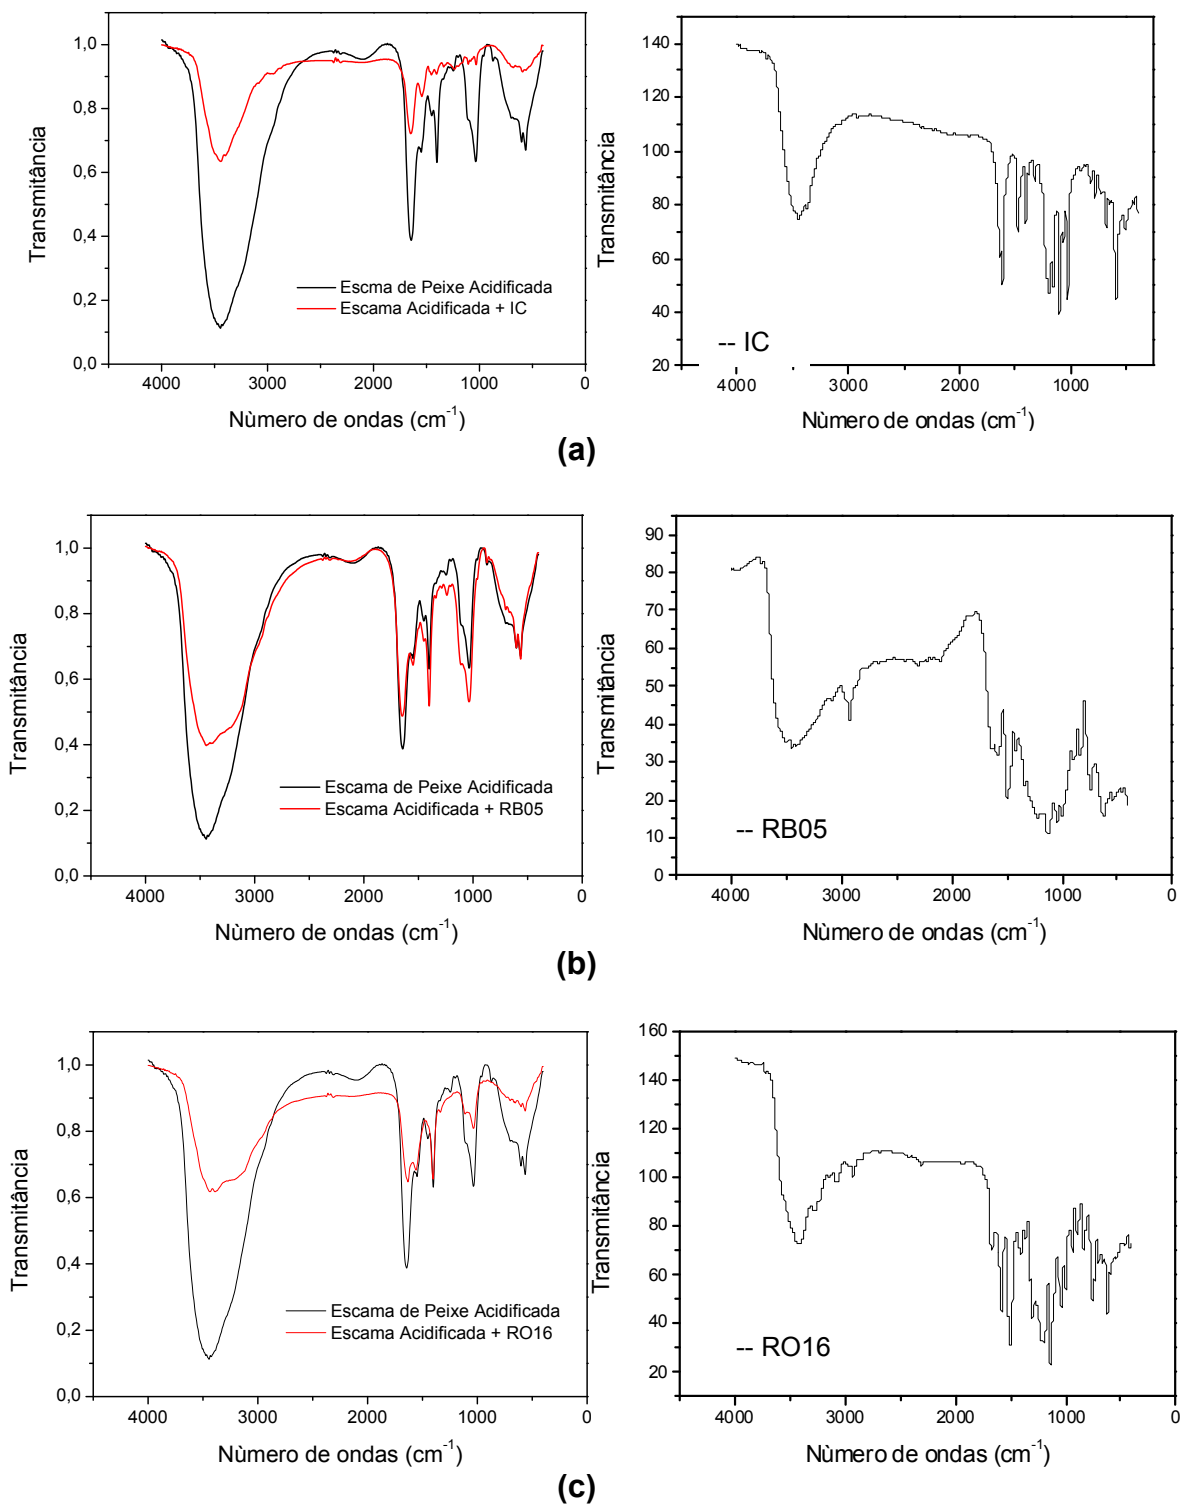 1,0
0,8
0,6
0,4
0,2
0,0
Transmitância
Escma de Peixe Acidificada
Escama Acidificada + IC
4000 3000 2000 1000 0
Nùmero de ondas (cm-1)
140
120
100
80
60
40
20
Transmitância
-- IC
4000 3000 2000 1000
Nùmero de ondas (cm-1)
(a)
1,0
0,8
0,6
0,4
0,2
0,0
Transmitância
Escama de Peixe Acidificada
Escama Acidificada + RB05
4000 3000 2000 1000 0
Nùmero de ondas (cm-1)
90
80
70
60
50
40
30
20
10
0
Transmitância
-- RB05
4000 3000 2000 1000 0
Nùmero de ondas (cm-1)
(b)
1,0
0,8
0,6
0,4
0,2
0,0
Transmitância
Escama de Peixe Acidificada
Escama Acidificada + RO16
4000 3000 2000 1000 0
Nùmero de ondas (cm-1)
160
140
120
100
80
60
40
20
Transmitância
-- RO16
4000 3000 2000 1000 0
Nùmero de ondas (cm-1)
(c)